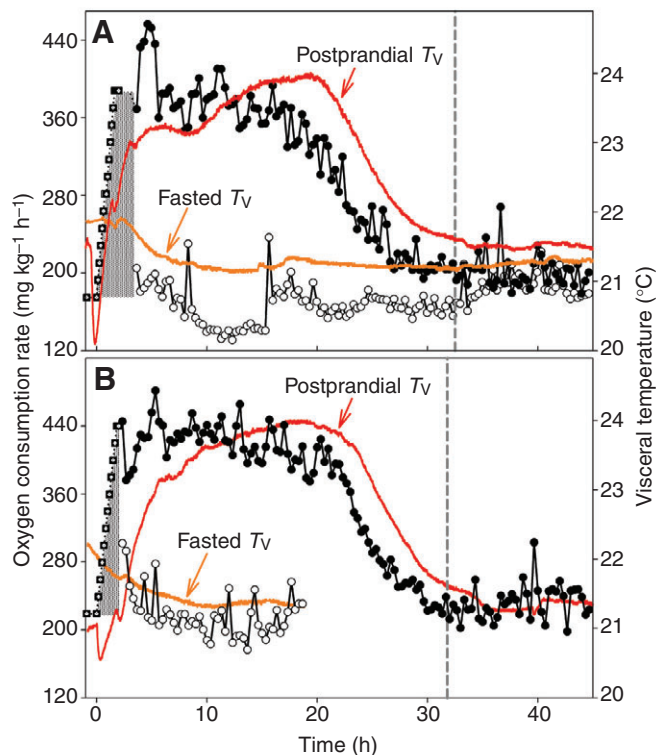 A
440
360
280
200
120
Postprandial TV
Fasted TV
24
23
22
21
20
B
440
360
280
200
120
Postprandial TV
Fasted TV
24
23
22
21
20
Oxygen consumption rate (mg kg–1 h–1)
Visceral temperature (°C)
0 10 20 30 40
Time (h)